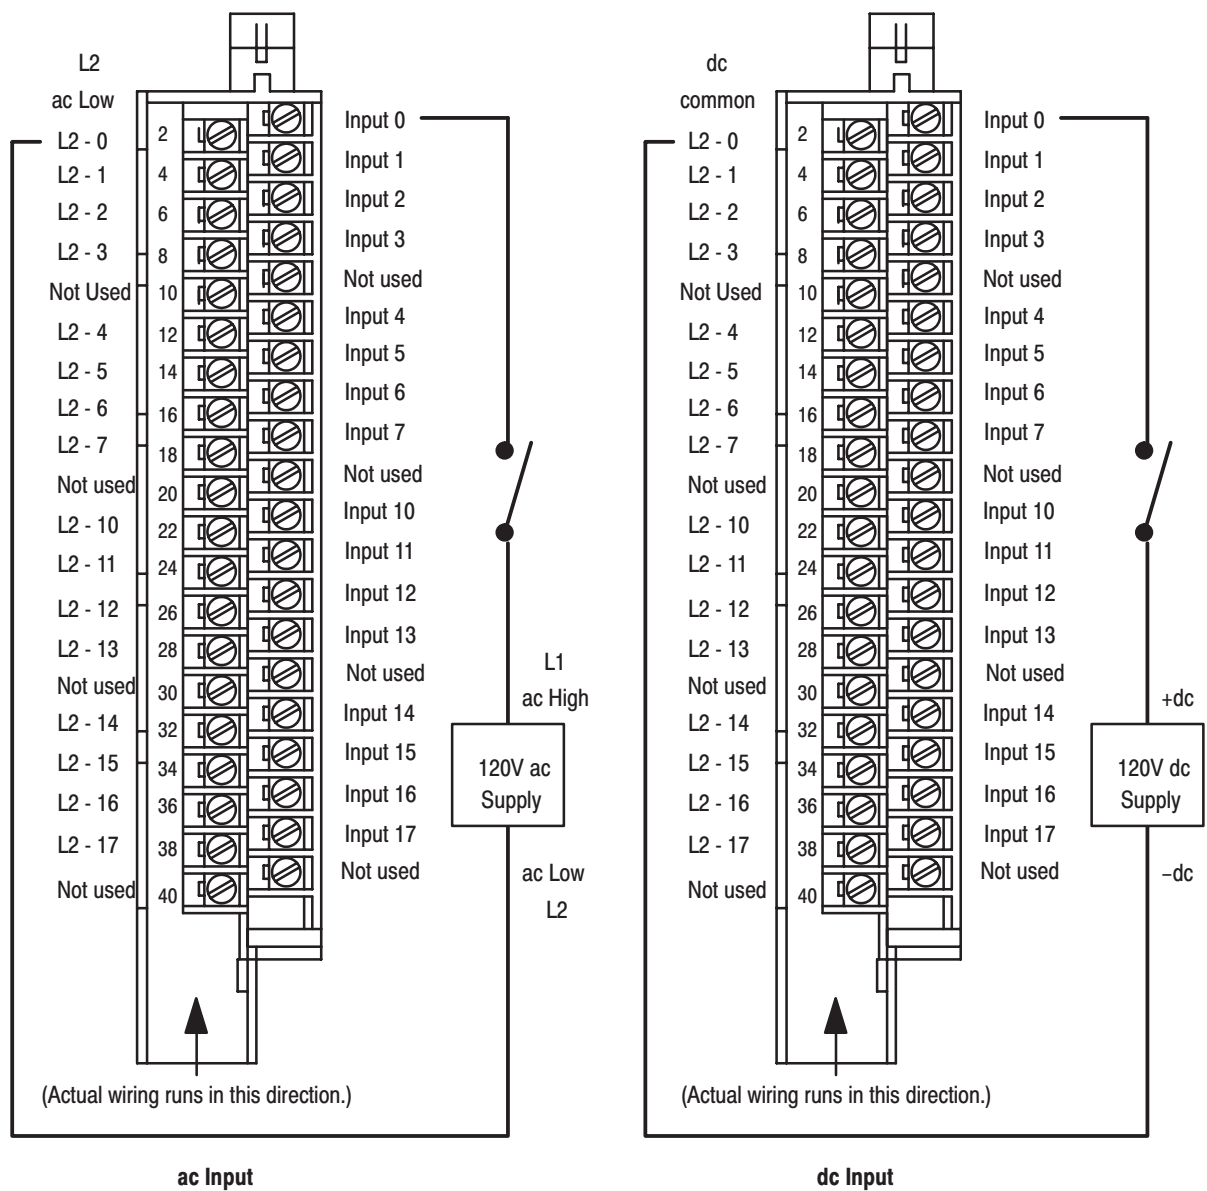 L2
ac Low
L2 - 0
L2 - 1
L2 - 2
L2 - 3
Not Used
L2 - 4
L2 - 5
L2 - 6
L2 - 7
Not used
L2 - 10
L2 - 11
L2 - 12
L2 - 13
Not used
L2 - 14
L2 - 15
L2 - 16
L2 - 17
Not used
2
4
6
8
10
12
14
16
18
20
22
24
26
28
30
32
34
36
38
40
Input 0
Input 1
Input 2
Input 3
Not used
Input 4
Input 5
Input 6
Input 7
Not used
Input 10
Input 11
Input 12
Input 13
Not used
Input 14
Input 15
Input 16
Input 17
Not used
L1
ac High
120V ac
Supply
ac Low
L2
(Actual wiring runs in this direction.)
ac Input
dc
common
L2 - 0
L2 - 1
L2 - 2
L2 - 3
Not Used
L2 - 4
L2 - 5
L2 - 6
L2 - 7
Not used
L2 - 10
L2 - 11
L2 - 12
L2 - 13
Not used
L2 - 14
L2 - 15
L2 - 16
L2 - 17
Not used
2
4
6
8
10
12
14
16
18
20
22
24
26
28
30
32
34
36
38
40
Input 0
Input 1
Input 2
Input 3
Not used
Input 4
Input 5
Input 6
Input 7
Not used
Input 10
Input 11
Input 12
Input 13
Not used
Input 14
Input 15
Input 16
Input 17
Not used
+dc
120V dc
Supply
–dc
(Actual wiring runs in this direction.)
dc Input